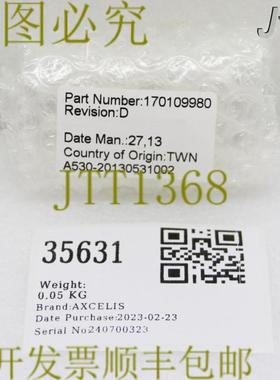 图必究
Part Number:170109980
Revision:D
Date Man.:27,13
Country of Origin:TWN
A530-20130531002
JTT1368
35631
Weight:
0.05 KG
Brand:AXCELIS
Date Purchase:2023-02-23
Serial No240700323
开发票顺丰包邮